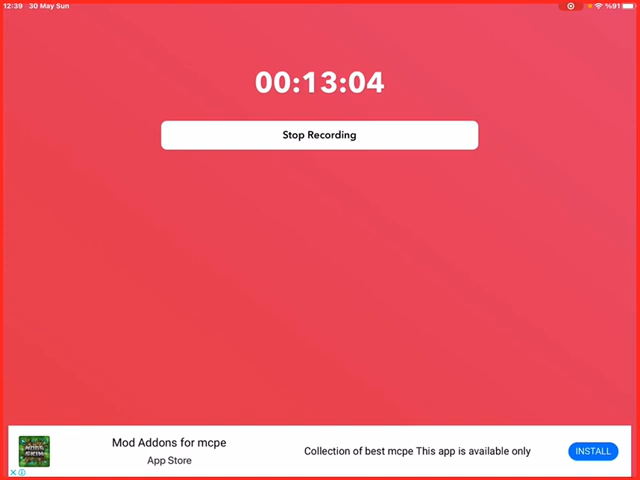 12:39 30 May Sun %91
00:13:04
Stop Recording
Mod Addons for mcpe
App Store
Collection of best mcpe This app is available only
INSTALL